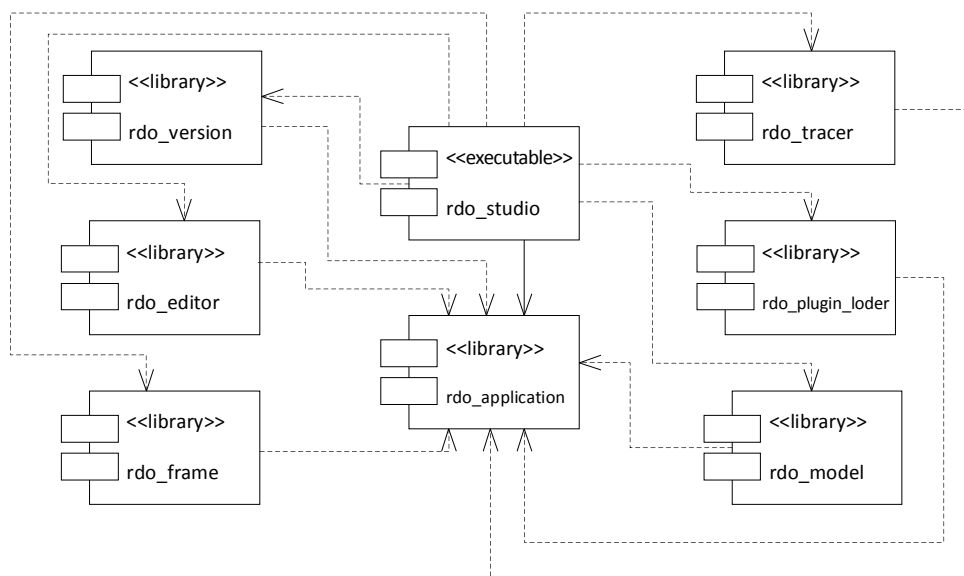 <<library>>
rdo_version
<<executable>>
rdo_studio
<<library>>
rdo_tracer
<<library>>
rdo_editor
<<library>>
rdo_application
<<library>>
rdo_plugin_loder
<<library>>
rdo_frame
<<library>>
rdo_model